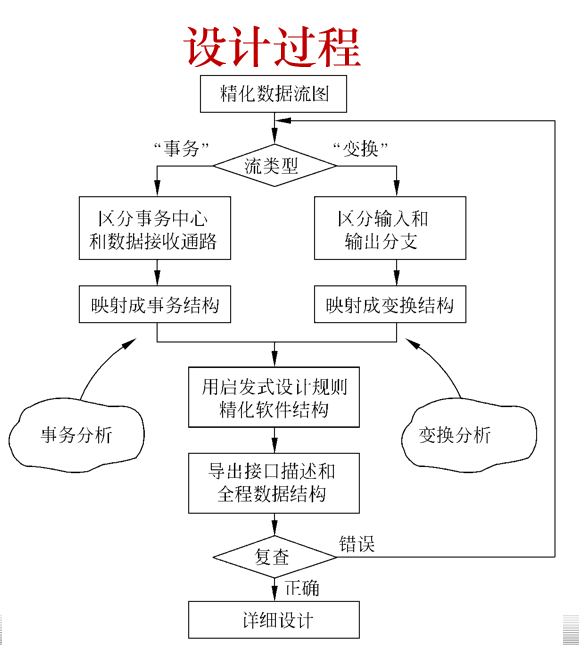 设计过程
精化数据流图
“事务”
“变换”
流类型
区分事务中心
和数据接收通路
区分输入和
输出分支
映射成事务结构
映射成变换结构
用启发式设计规则
精化软件结构
事务分析
变换分析
导出接口描述和
全程数据结构
错误
复查
正确
详细设计